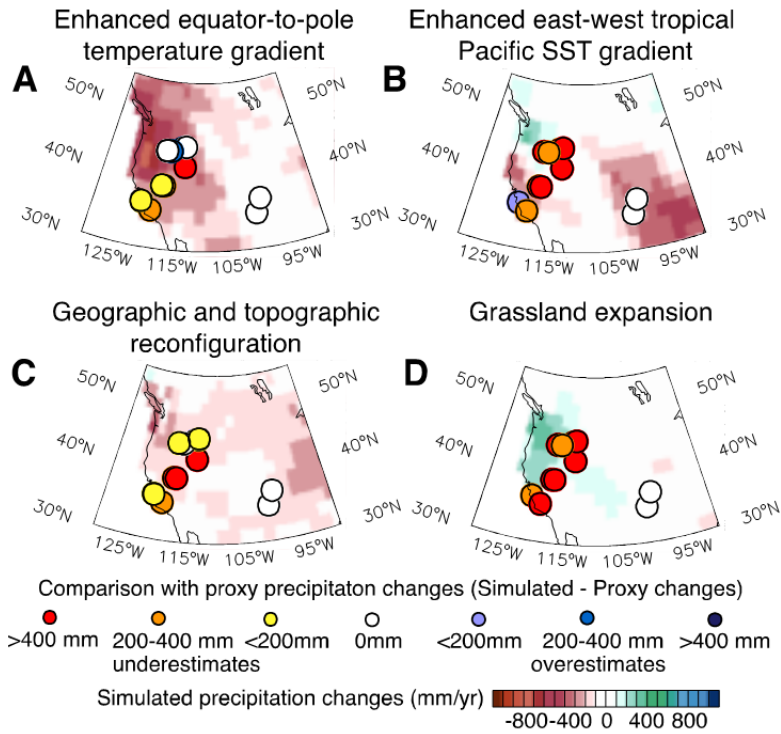 Enhanced equator-to-pole
temperature gradient
Enhanced east-west tropical
Pacific SST gradient
A
B
50°N
50°N
50°N
50°N
40°N
40°N
40°N
40°N
30°N
30°N
30°N
30°N
125°W
115°W
105°W
95°W
125°W
115°W
105°W
95°W
Geographic and topographic
reconfiguration
Grassland expansion
C
D
50°N
50°N
50°N
50°N
40°N
40°N
40°N
40°N
30°N
30°N
30°N
30°N
125°W
115°W
105°W
95°W
125°W
115°W
105°W
95°W
Comparison with proxy precipitaton changes (Simulated - Proxy changes)
>400 mm
200-400 mm
<200mm
0mm
<200mm
200-400 mm
>400 mm
underestimates
overestimates
Simulated precipitation changes (mm/yr)
-800
-400
0
400
800